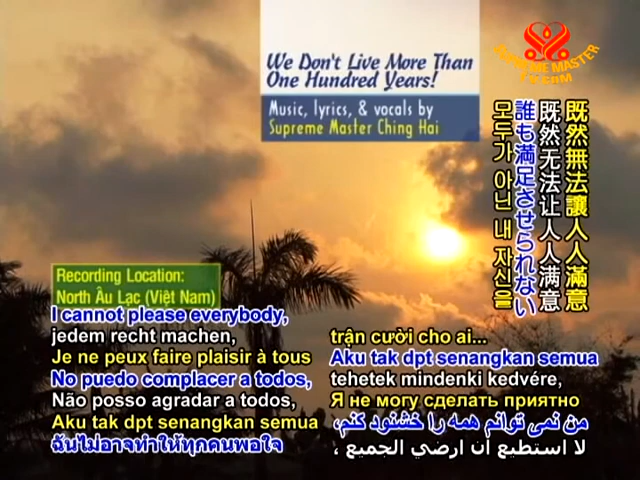 We Don't Live More Than
One Hundred Years!
Music, lyrics, & vocals by
Supreme Master Ching Hai
SUPREME MASTER
TV.COM
既然無法讓人人滿意
既然无法让人人满意
誰も満足させられない
모두가 아닌 내 자신을
Recording Location:
North Âu Lạc (Việt Nam)
I cannot please everybody,
jedem recht machen,
Je ne peux faire plaisir à tous
No puedo complacer a todos,
Não posso agradar a todos,
Aku tak dpt senangkan semua
ฉันไม่อาจทำให้ทุกคนพอใจ
trận cười cho ai...
Aku tak dpt senangkan semua
tehetek mindenki kedvére,
Я не могу сделать приятно
من نمی توانم همه را خشنود کنم،
لا استطيع ان ارضي الجميع ،